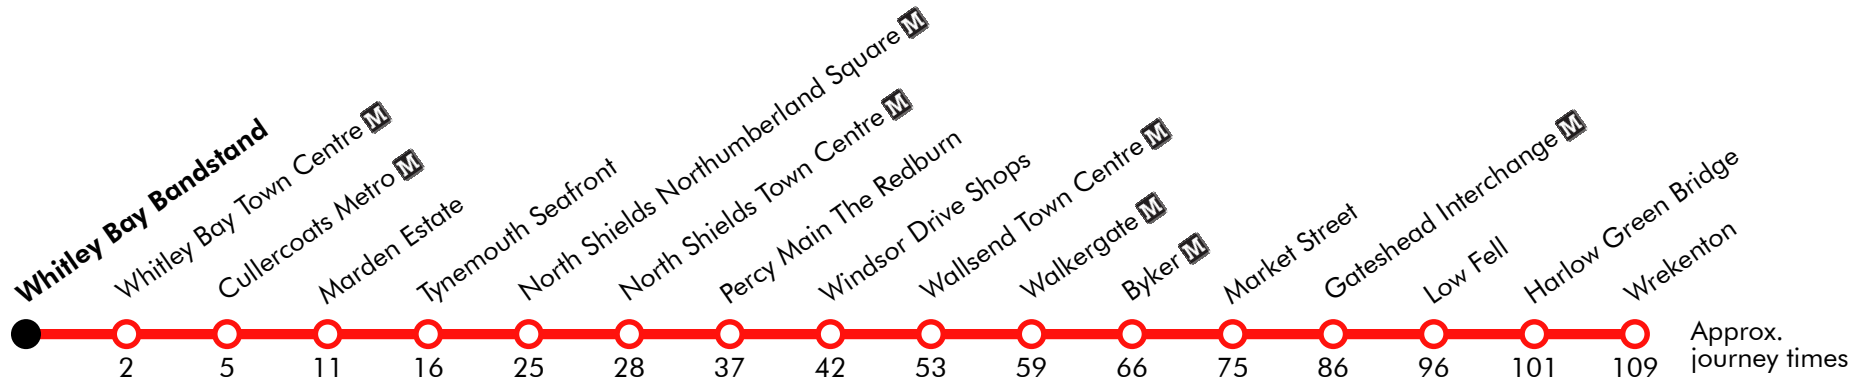 Whitley Bay Bandstand
Whitley Bay Town Centre M
Cullercoats Metro M
Marden Estate
Tynemouth Seafront
North Shields Northumberland Square M
North Shields Town Centre M
Percy Main The Redburn
Windsor Drive Shops
Wallsend Town Centre M
Walkergate M
Byker M
Market Street
Gateshead Interchange M
Low Fell
Harlow Green Bridge
Wrekenton
2 5 11 16 25 28 37 42 53 59 66 75 86 96 101 109
Approx.
journey times